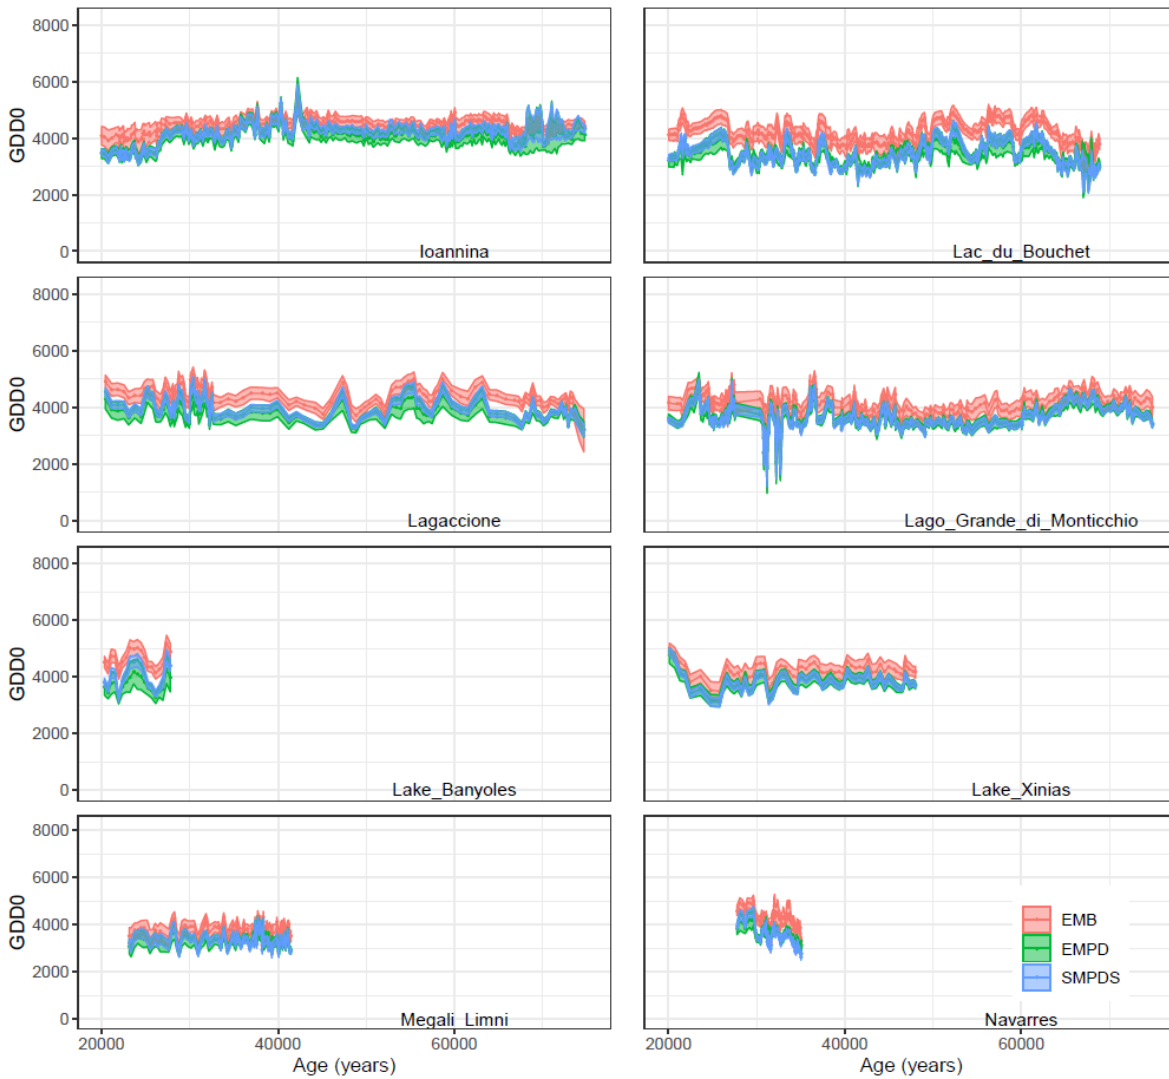 8000
6000
4000
2000
0
GDD0
Ioannina
Lac_du_Bouchet
8000
6000
4000
2000
0
GDD0
Lagaccione
Lago_Grande_di_Monticchio
8000
6000
4000
2000
0
GDD0
Lake_Banyoles
Lake_Xinias
8000
6000
4000
2000
0
GDD0
Megali_Limni
EMB
EMPD
SMPDS
Navarres
20000 40000 60000
20000 40000 60000
Age (years)
Age (years)